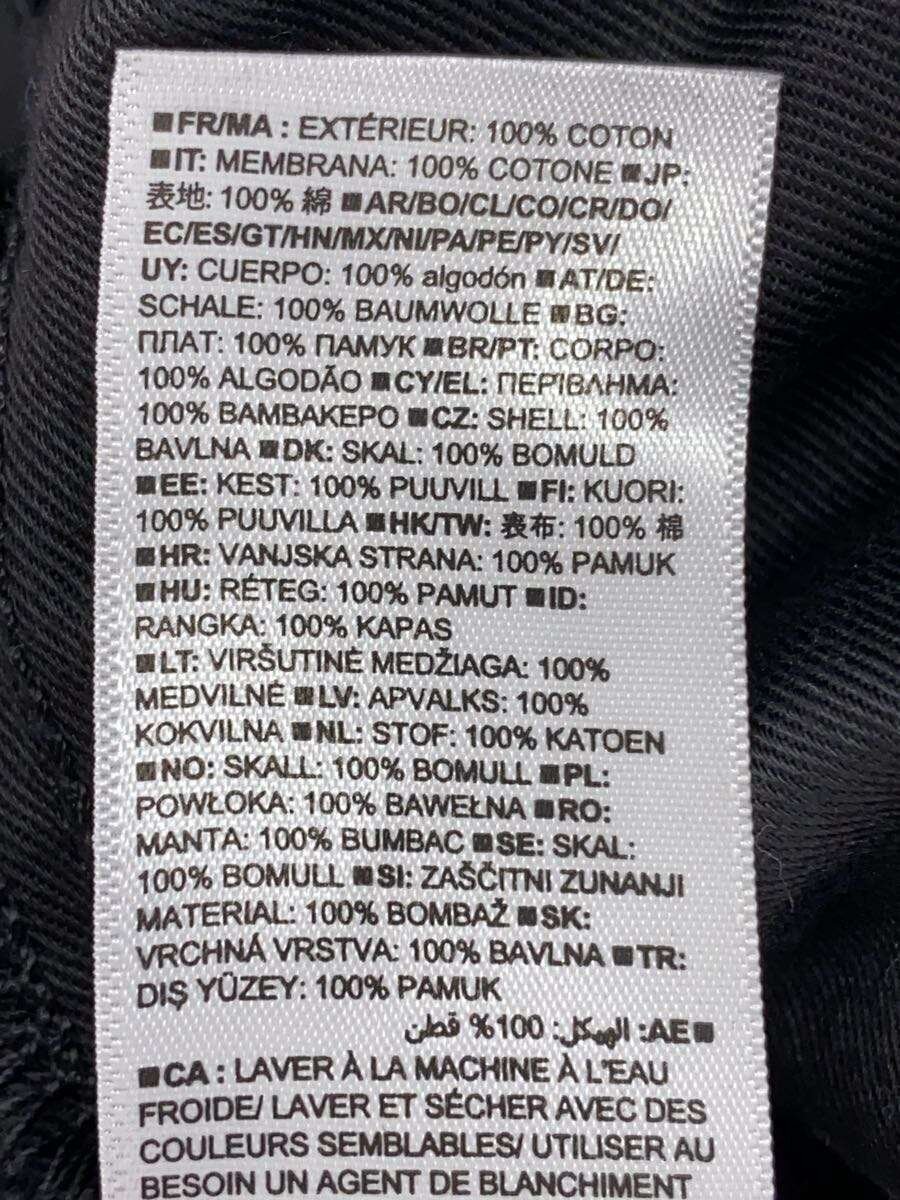 ■FR/MA : EXTÉRIEUR: 100% COTON
■IT: MEMBRANA: 100% COTONE ■JP:
表地: 100% 綿 ■AR/BO/CL/CO/CR/DO/
EC/ES/GT/HN/MX/NI/PA/PE/PY/SV/
UY: CUERPO: 100% algodón ■AT/DE:
SCHALE: 100% BAUMWOLLE ■BG:
ПЛАТ: 100% ПАМУК ■BR/PT: CORPO:
100% ALGODÃO ■CY/EL: ΠΕΡΙΒΛΗΜΑ:
100% ΒΑΜΒΑΚΕΡΟ ■CZ: SHELL: 100%
BAVLNA ■DK: SKAL: 100% BOMULD
■EE: KEST: 100% PUUVILL ■FI: KUORI:
100% PUUVILLA ■HK/TW: 表布: 100% 棉
■HR: VANJSKA STRANA: 100% PAMUK
■HU: RÉTEG: 100% PAMUT ■ID:
RANGKA: 100% KAPAS
■LT: VIRŠUTINĖ MEDŽIAGA: 100%
MEDVILNĖ ■LV: APVALKS: 100%
KOKVILNA ■NL: STOF: 100% KATOEN
■NO: SKALL: 100% BOMULL ■PL:
POWŁOKA: 100% BAWEŁNA ■RO:
MANTA: 100% BUMBAC ■SE: SKAL:
100% BOMULL ■SI: ZAŠČITNI ZUNANJI
MATERIAL: 100% BOMBAŽ ■SK:
VRCHNÁ VRSTVA: 100% BAVLNA ■TR:
DIŞ YÜZEY: 100% PAMUK
■AE: الهيكل: 100% قطن
■CA : LAVER À LA MACHINE À L'EAU
FROIDE/ LAVER ET SÉCHER AVEC DES
COULEURS SEMBLABLES/ UTILISER AU
BESOIN UN AGENT DE BLANCHIMENT